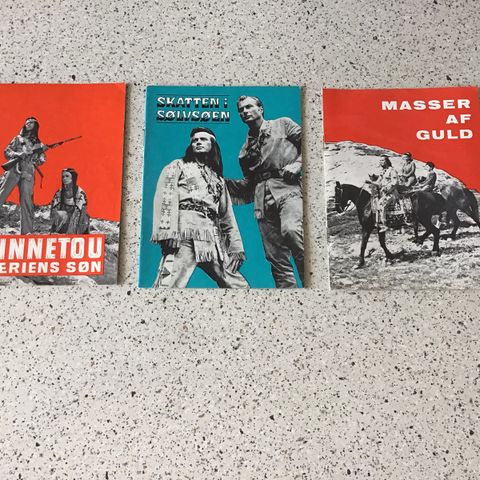 INNETOU
ERIENS SØN
SKATTEN i
SØLVSØEN
MASSER
AF
GULD